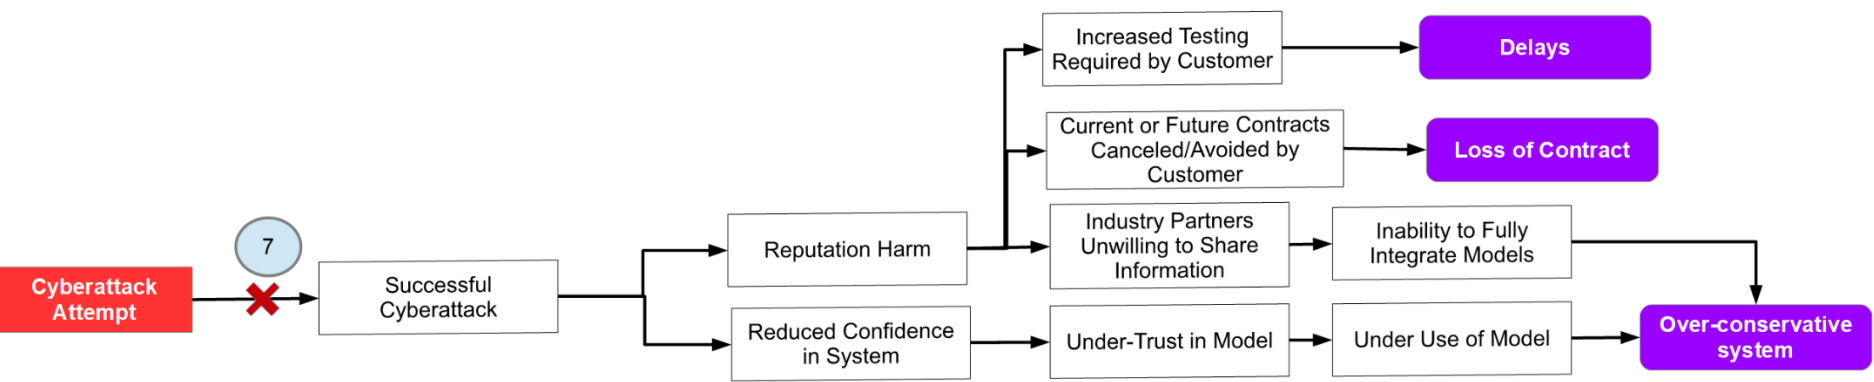 Increased Testing
Required by Customer
Delays
Current or Future Contracts
Canceled/Avoided by
Customer
Loss of Contract
7
Cyberattack
Attempt
Successful
Cyberattack
Reputation Harm
Industry Partners
Unwilling to Share
Information
Inability to Fully
Integrate Models
Reduced Confidence
in System
Under-Trust in Model
Under Use of Model
Over-conservative
system